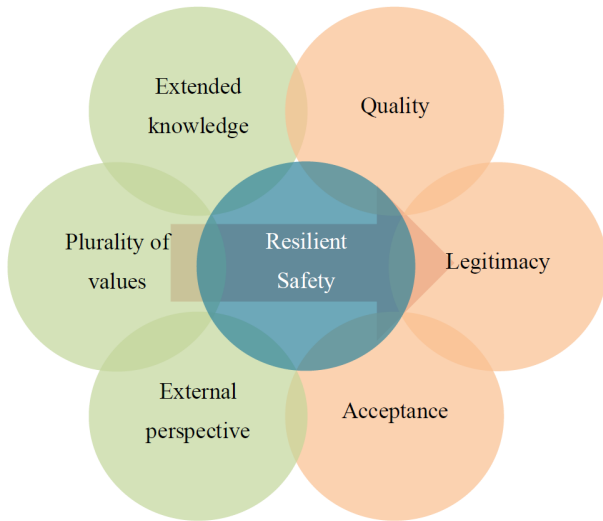 Extended
knowledge
Quality
Plurality of
values
Resilient
Safety
Legitimacy
External
perspective
Acceptance